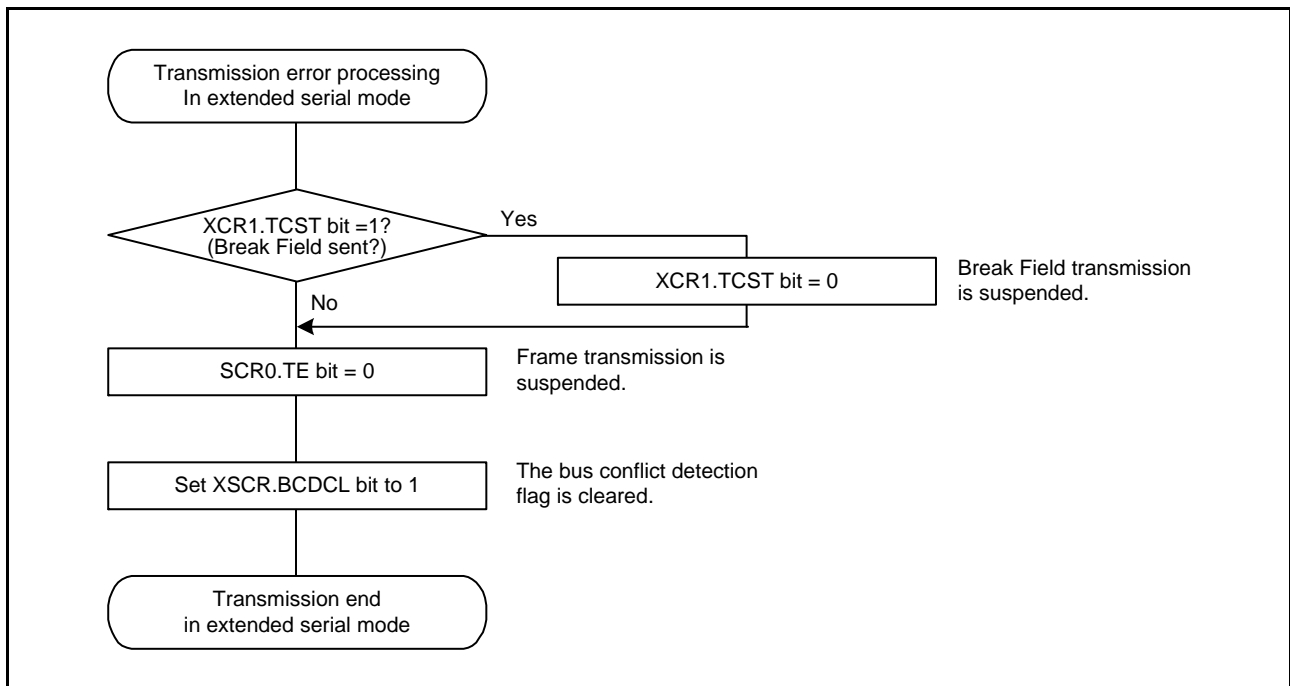 Transmission error processing
In extended serial mode
XCR1.TCST bit =1?
(Break Field sent?)
Yes
XCR1.TCST bit = 0
Break Field transmission
is suspended.
No
SCR0.TE bit = 0
Frame transmission is
suspended.
Set XSCR.BCDCL bit to 1
The bus conflict detection
flag is cleared.
Transmission end
in extended serial mode